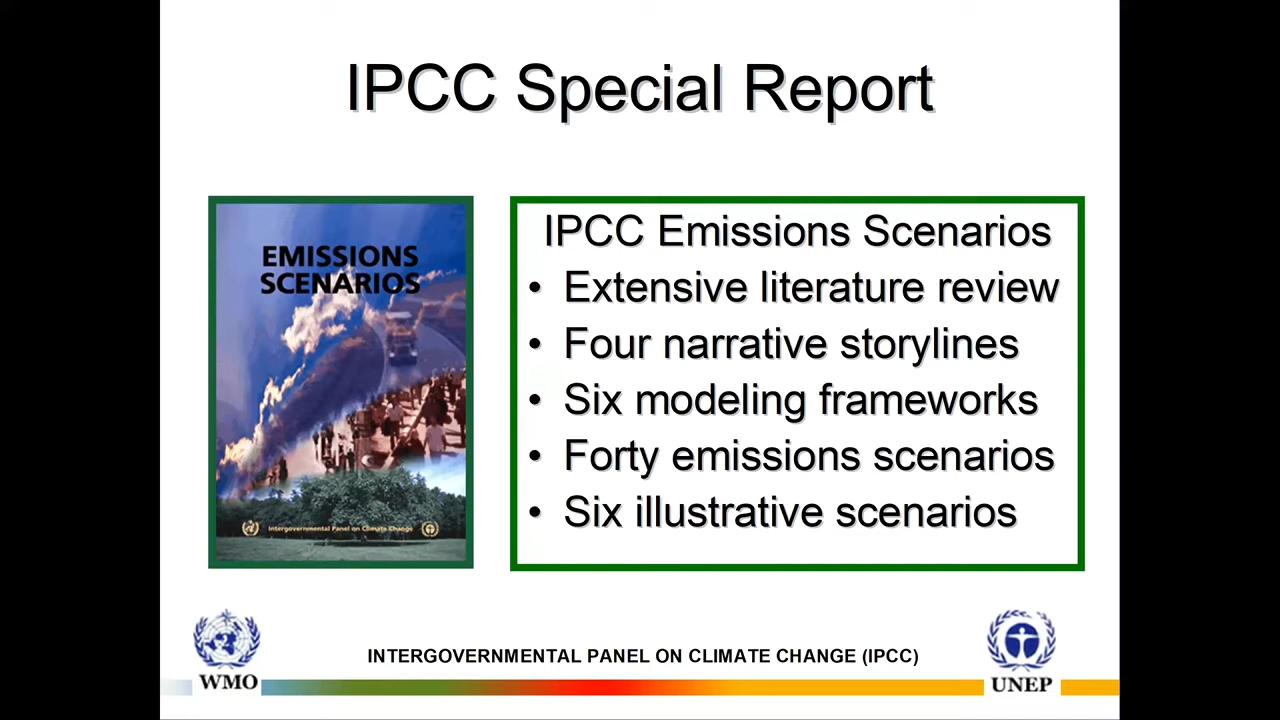 IPCC Special Report
EMISSIONS
SCENARIOS
Intergovernmental Panel on Climate Change
IPCC Emissions Scenarios
• Extensive literature review
• Four narrative storylines
• Six modeling frameworks
• Forty emissions scenarios
• Six illustrative scenarios
WMO
INTERGOVERNMENTAL PANEL ON CLIMATE CHANGE (IPCC)
UNEP